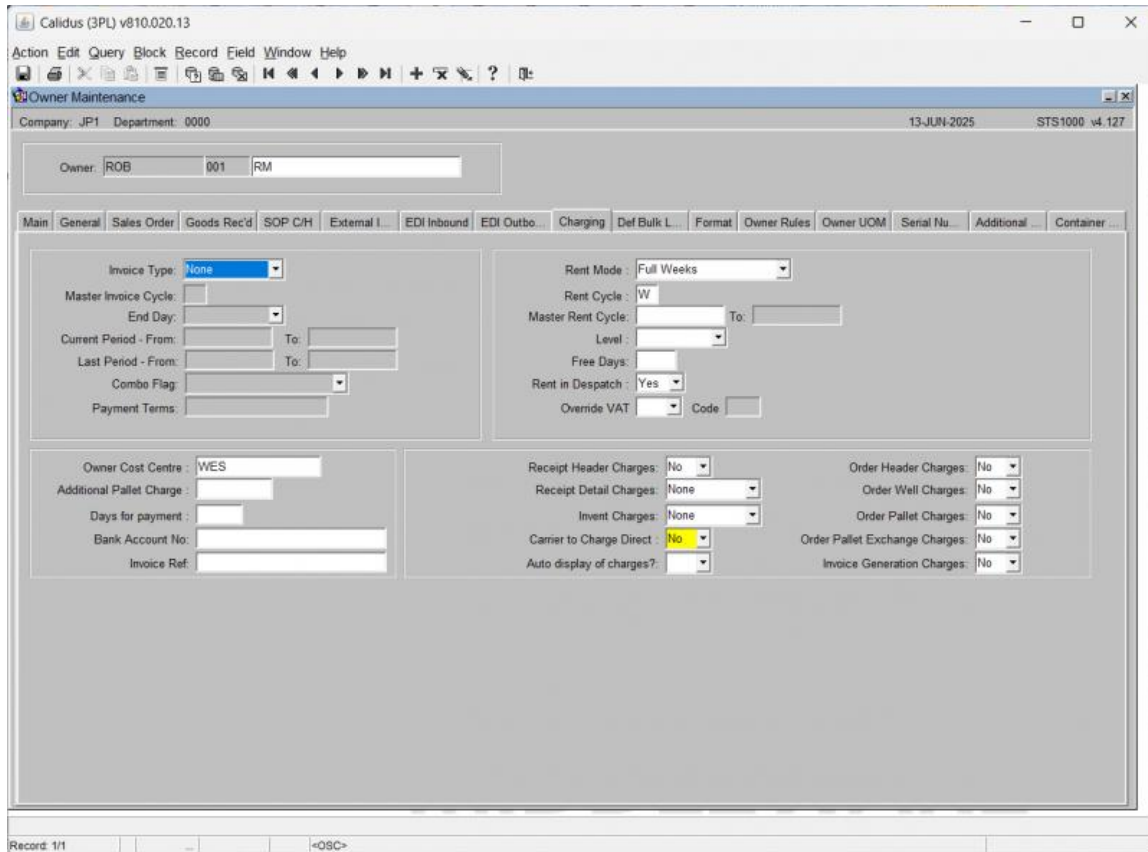 Calidus (3PL) v810.020.13
Action Edit Query Block Record Field Window Help
Owner Maintenance
Company: JP1 Department: 0000 13-JUN-2025 STS1000 v4.127
Owner: ROB 001 RM
Main General Sales Order Goods Rec'd SOP C/H External I... EDI Inbound EDI Outbo... Charging Def Bulk L... Format Owner Rules Owner UOM Serial Nu... Additional ... Container ...
Invoice Type: None
Master Invoice Cycle:
End Day:
Current Period - From: To:
Last Period - From: To:
Combo Flag:
Payment Terms:
Rent Mode : Full Weeks
Rent Cycle : W
Master Rent Cycle: To:
Level :
Free Days:
Rent in Despatch : Yes
Override VAT Code
Owner Cost Centre : WES
Additional Pallet Charge :
Days for payment :
Bank Account No:
Invoice Ref:
Receipt Header Charges: No
Receipt Detail Charges: None
Invent Charges: None
Carrier to Charge Direct : No
Auto display of charges?:
Order Header Charges: No
Order Well Charges: No
Order Pallet Charges: No
Order Pallet Exchange Charges: No
Invoice Generation Charges: No
Record: 1/1 ... <OSC>